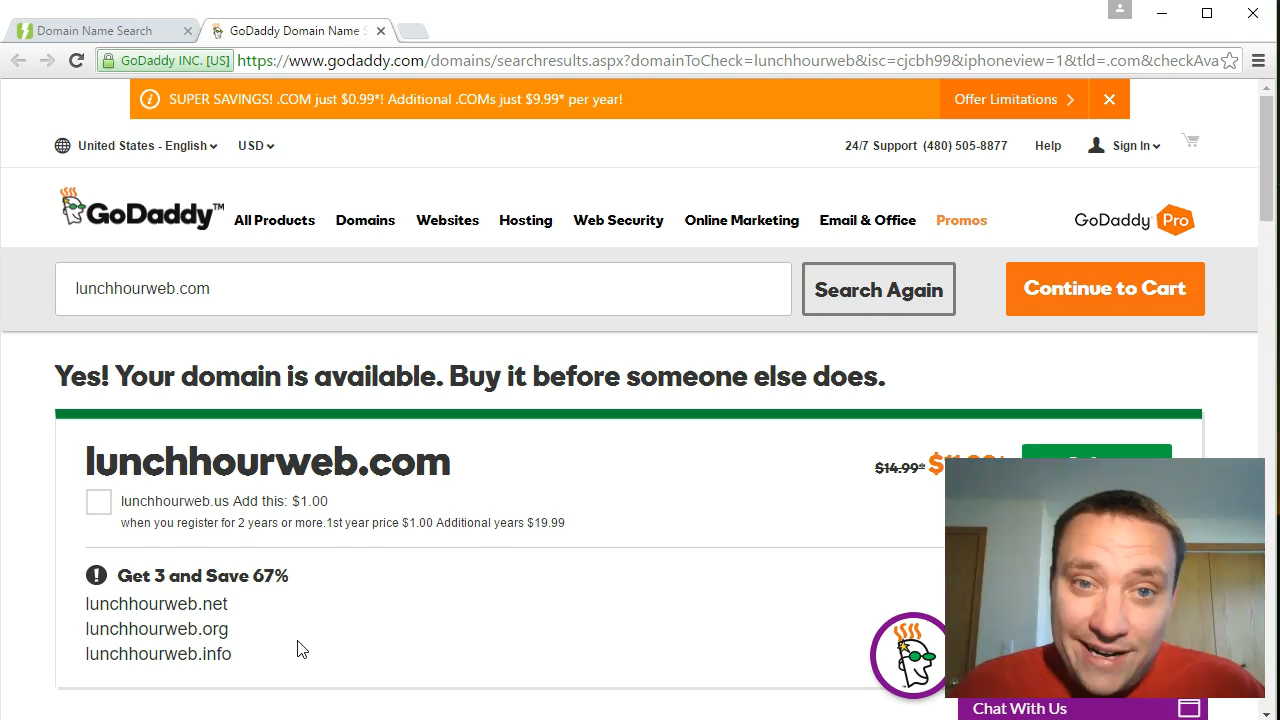 Domain Name Search
GoDaddy Domain Name S
GoDaddy INC. [US]
https://www.godaddy.com/domains/searchresults.aspx?domainToCheck=lunchhourweb&isc=cjcbh99&iphoneview=1&tld=.com&checkAva
SUPER SAVINGS! .COM just $0.99*! Additional .COMs just $9.99* per year!
Offer Limitations
United States - English
USD
24/7 Support (480) 505-8877
Help
Sign In
GoDaddy™
All Products
Domains
Websites
Hosting
Web Security
Online Marketing
Email & Office
Promos
GoDaddy Pro
lunchhourweb.com
Search Again
Continue to Cart
Yes! Your domain is available. Buy it before someone else does.
lunchhourweb.com
$14.99*
lunchhourweb.us Add this: $1.00
when you register for 2 years or more.1st year price $1.00 Additional years $19.99
Get 3 and Save 67%
lunchhourweb.net
lunchhourweb.org
lunchhourweb.info
Chat With Us